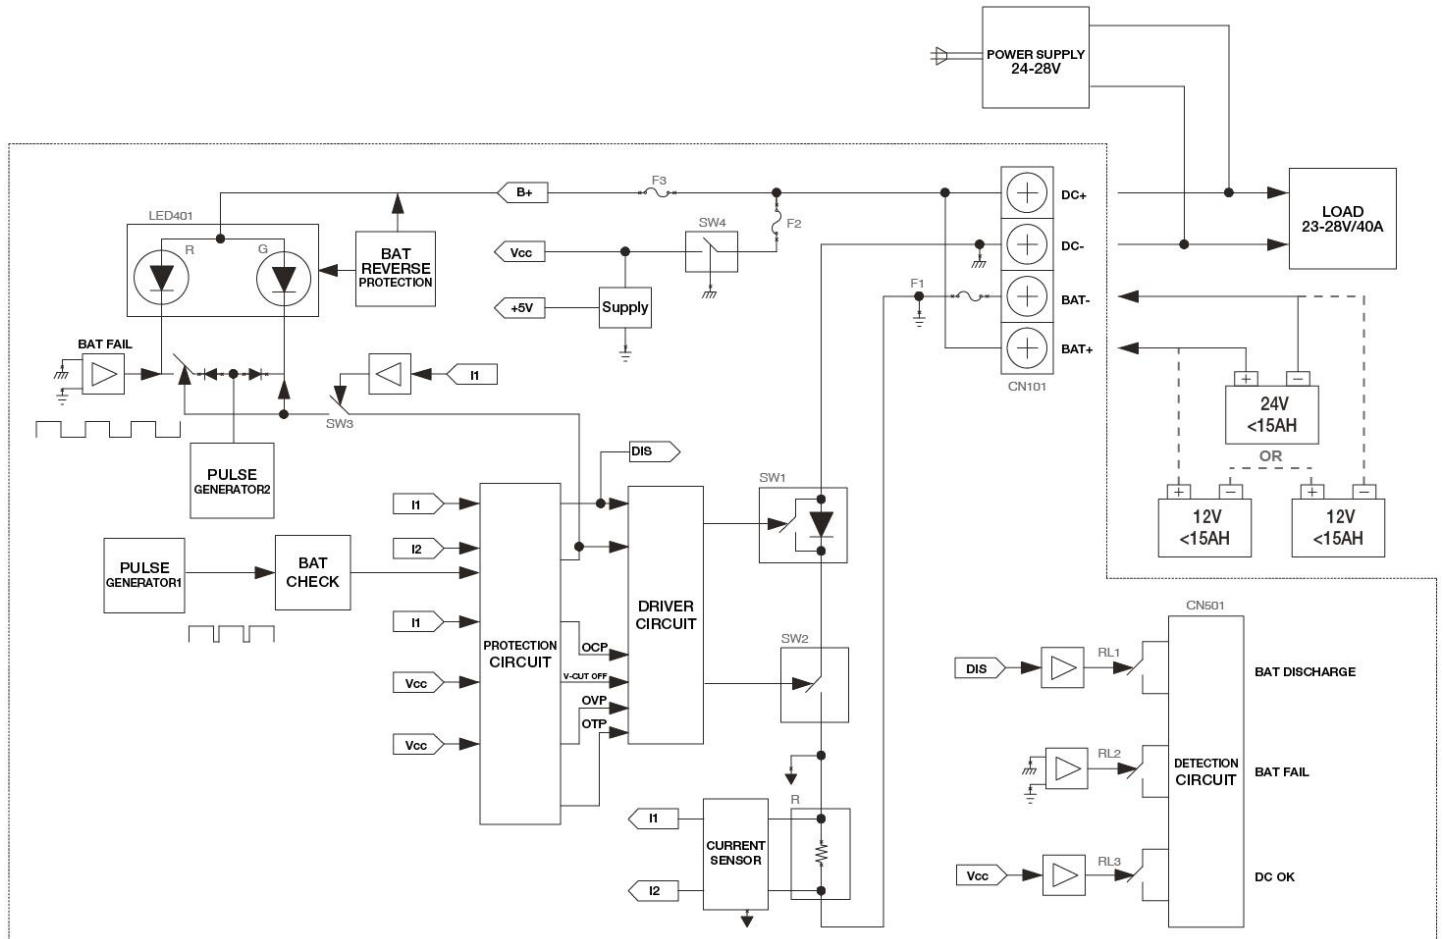 POWER SUPPLY
24-28V
B+
F3
DC+
LED401
R
G
BAT
REVERSE
PROTECTION
SW4
F2
LOAD
23-28V/40A
Vcc
DC-
+5V
Supply
F1
BAT-
BAT FAIL
BAT+
CN101
I1
SW3
+
−
24V
<15AH
OR
DIS
PULSE
GENERATOR2
SW1
I1
+
−
+
−
12V
<15AH
12V
<15AH
I2
PULSE
GENERATOR1
BAT
CHECK
DRIVER
CIRCUIT
I1
CN501
PROTECTION
CIRCUIT
OCP
SW2
DIS
RL1
BAT DISCHARGE
Vcc
V-CUT OFF
OVP
OTP
Vcc
RL2
DETECTION
CIRCUIT
BAT FAIL
R
I1
CURRENT
SENSOR
I2
Vcc
RL3
DC OK